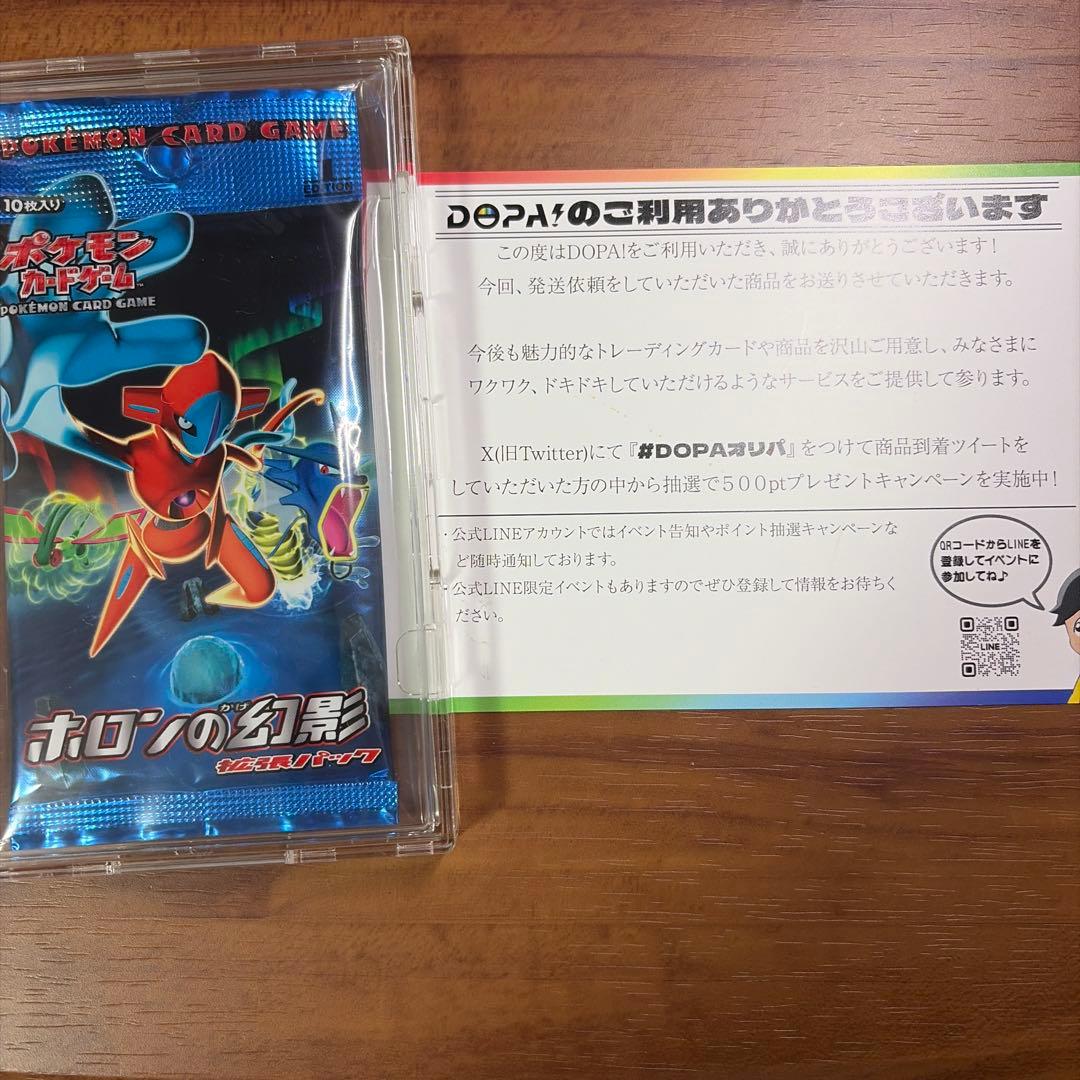 POKÉMON CARD GAME
1
EDITION
10枚入り
ポケモン
カードゲーム™
POKÉMON CARD GAME
かげ
ホロンの幻影
拡張パック
DOPA!のご利用ありがとうございます
この度はDOPA!をご利用いただき、誠にありがとうございます!
今回、発送依頼をしていただいた商品をお送りさせていただきます。
今後も魅力的なトレーディングカードや商品を沢山ご用意し、みなさまに
ワクワク、ドキドキしていただけるようなサービスをご提供して参ります。
X(旧Twitter)にて『#DOPAオリパ』をつけて商品到着ツイートを
していただいた方の中から抽選で500ptプレゼントキャンペーンを実施中!
・公式LINEアカウントではイベント告知やポイント抽選キャンペーンな
ど随時通知しております。
・公式LINE限定イベントもありますのでぜひ登録して情報をお待ちく
ださい。
QRコードからLINEを
登録してイベントに
参加してね♪
LINE